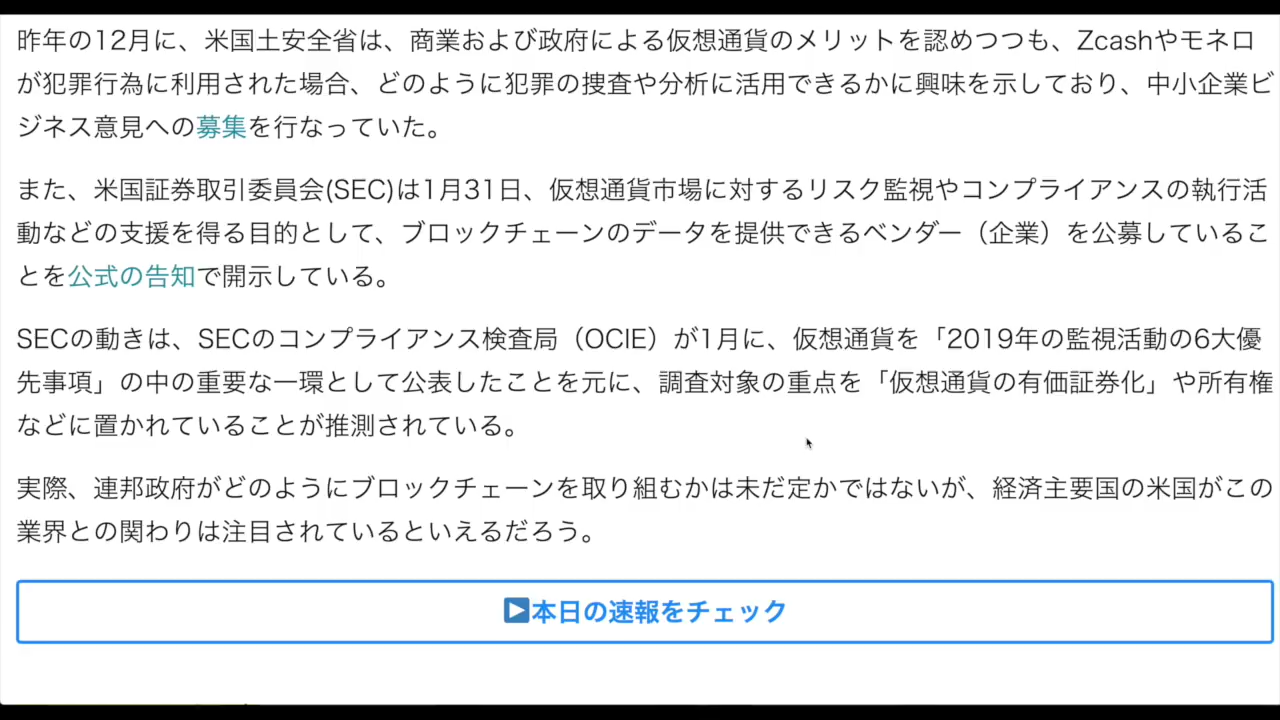 昨年の12月に、米国土安全省は、商業および政府による仮想通貨のメリットを認めつつも、Zcashやモネロ
が犯罪行為に利用された場合、どのように犯罪の捜査や分析に活用できるかに興味を示しており、中小企業ビ
ジネス意見への募集を行なっていた。
また、米国証券取引委員会(SEC)は1月31日、仮想通貨市場に対するリスク監視やコンプライアンスの執行活
動などの支援を得る目的として、ブロックチェーンのデータを提供できるベンダー（企業）を公募しているこ
とを公式の告知で開示している。
SECの動きは、SECのコンプライアンス検査局（OCIE）が1月に、仮想通貨を「2019年の監視活動の6大優
先事項」の中の重要な一環として公表したことを元に、調査対象の重点を「仮想通貨の有価証券化」や所有権
などに置かれていることが推測されている。
実際、連邦政府がどのようにブロックチェーンを取り組むかは未だ定かではないが、経済主要国の米国がこの
業界との関わりは注目されているといえるだろう。
▶本日の速報をチェック